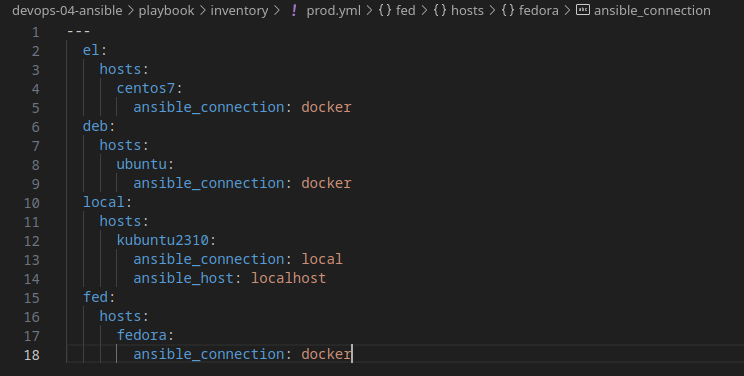 devops-04-ansible > playbook > inventory > ! prod.yml > {} fed > {} hosts > {} fedora > abc ansible_connection
1 ---
2   el:
3     hosts:
4       centos7:
5         ansible_connection: docker
6   deb:
7     hosts:
8       ubuntu:
9         ansible_connection: docker
10   local:
11     hosts:
12       kubuntu2310:
13         ansible_connection: local
14         ansible_host: localhost
15   fed:
16     hosts:
17       fedora:
18         ansible_connection: docker